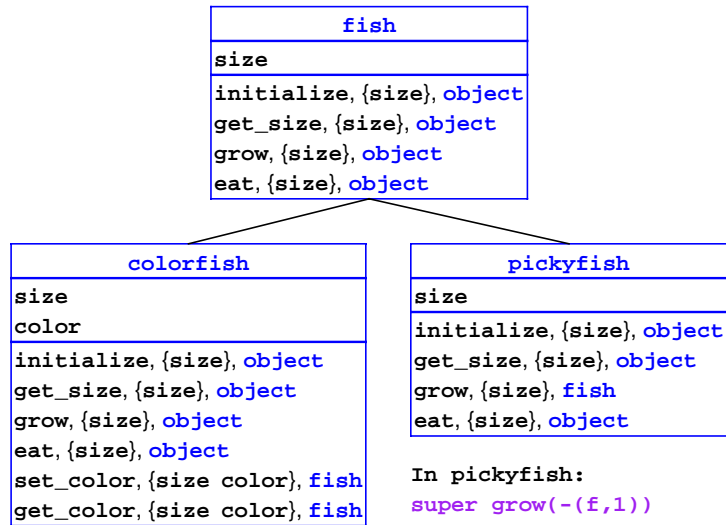 fish
size
initialize, {size}, object
get_size, {size}, object
grow, {size}, object
eat, {size}, object
colorfish
size
color
initialize, {size}, object
get_size, {size}, object
grow, {size}, object
eat, {size}, object
set_color, {size color}, fish
get_color, {size color}, fish
pickyfish
size
initialize, {size}, object
get_size, {size}, object
grow, {size}, fish
eat, {size}, object
In pickyfish:
super grow(-(f,1))